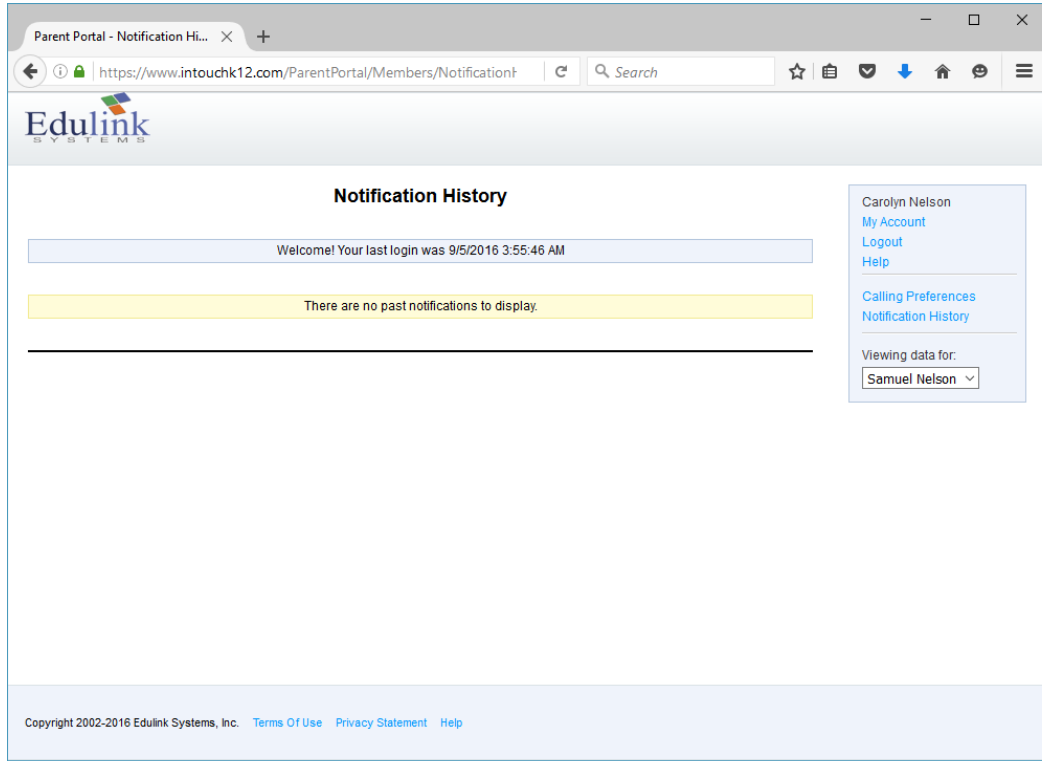 Parent Portal - Notification Hi...
https://www.intouchk12.com/ParentPortal/Members/Notification
Search
Edulink
SYSTEMS
Notification History
Welcome! Your last login was 9/5/2016 3:55:46 AM
There are no past notifications to display.
Carolyn Nelson
My Account
Logout
Help
Calling Preferences
Notification History
Viewing data for:
Samuel Nelson
Copyright 2002-2016 Edulink Systems, Inc. Terms Of Use Privacy Statement Help